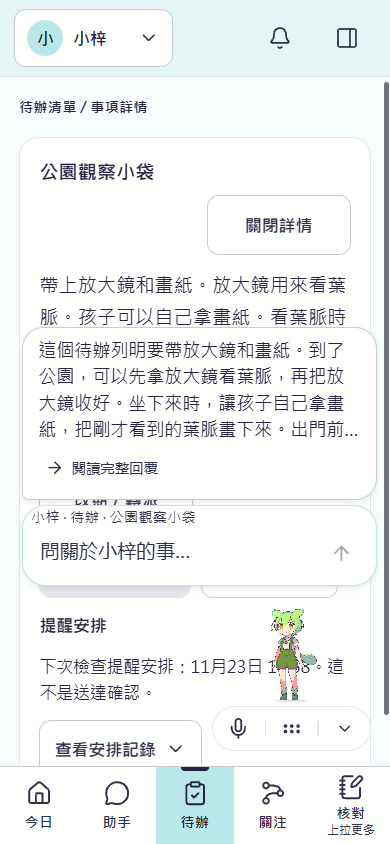 小 小梓
待辦清單 / 事項詳情
公園觀察小袋
關閉詳情
帶上放大鏡和畫紙。放大鏡用來看葉
脈。孩子可以自己拿畫紙。看葉脈時
這個待辦列明要帶放大鏡和畫紙。到了
公園，可以先拿放大鏡看葉脈，再把放
大鏡收好。坐下來時，讓孩子自己拿畫
紙，把剛才看到的葉脈畫下來。出門前...
閱讀完整回覆
小梓 · 待辦 · 公園觀察小袋
問關於小梓的事...
提醒安排
下次檢查提醒安排：11月23日 1
。這
不是送達確認。
查看安排記錄
今日 助手 待辦 關注 核對
上拉更多